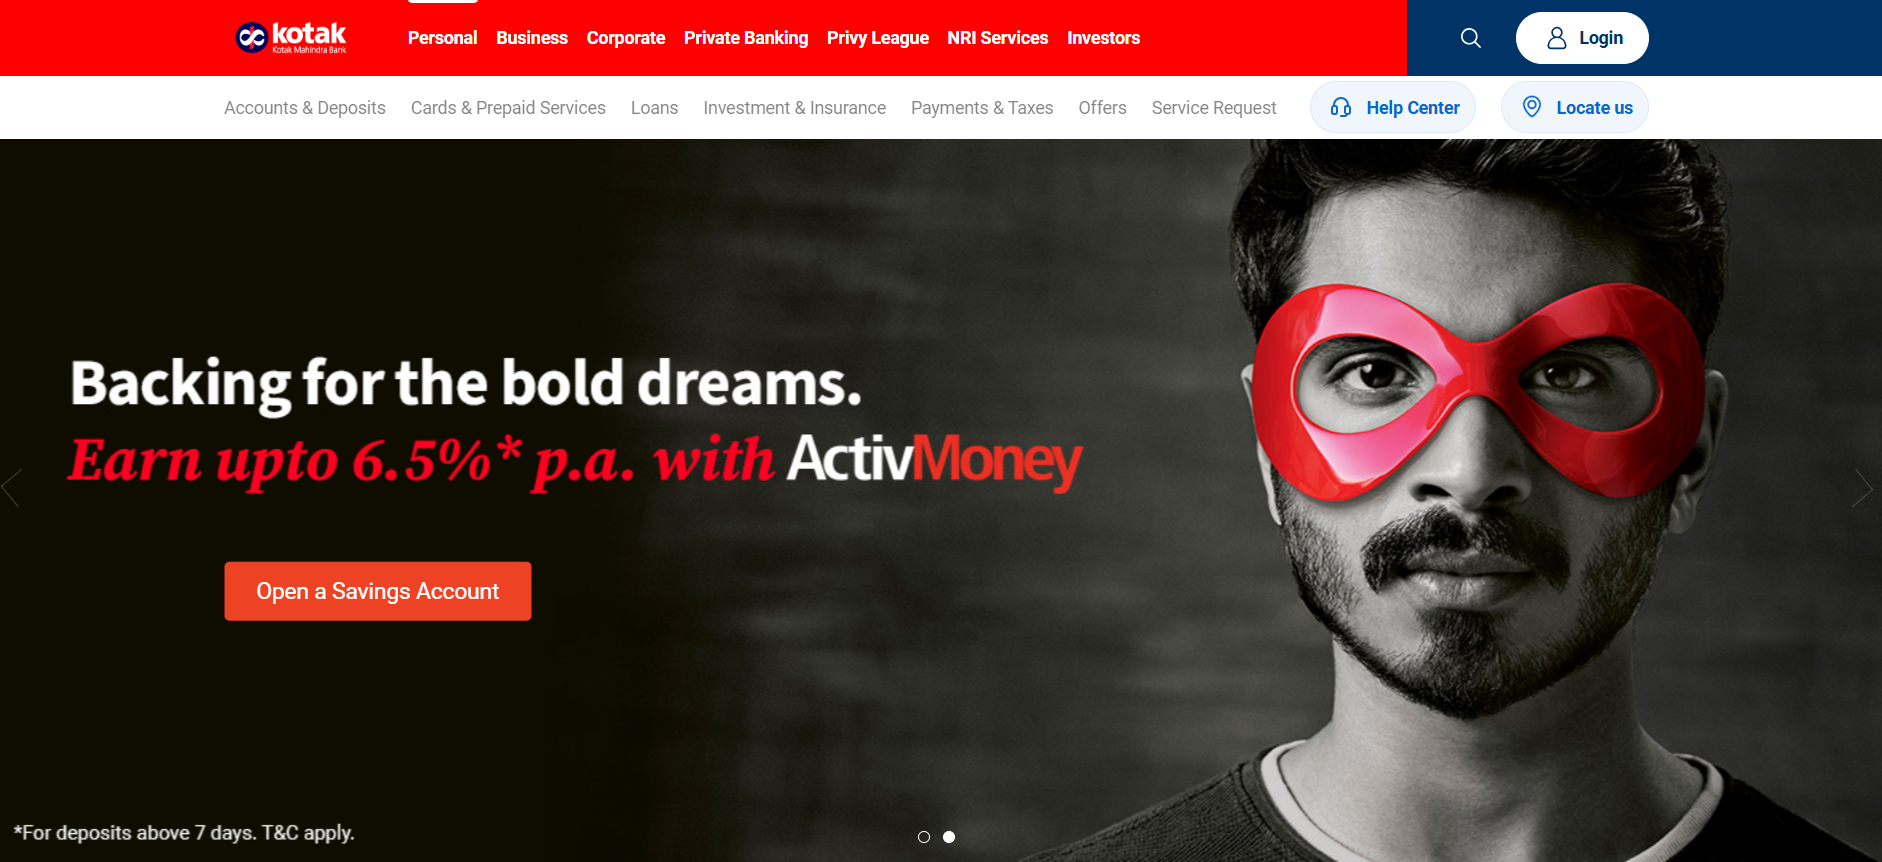 kotak
Kotak Mahindra Bank
Personal Business Corporate Private Banking Privy League NRI Services Investors
Login
Accounts & Deposits Cards & Prepaid Services Loans Investment & Insurance Payments & Taxes Offers Service Request Help Center Locate us
Backing for the bold dreams.
Earn upto 6.5%* p.a. with ActivMoney
Open a Savings Account
*For deposits above 7 days. T&C apply.